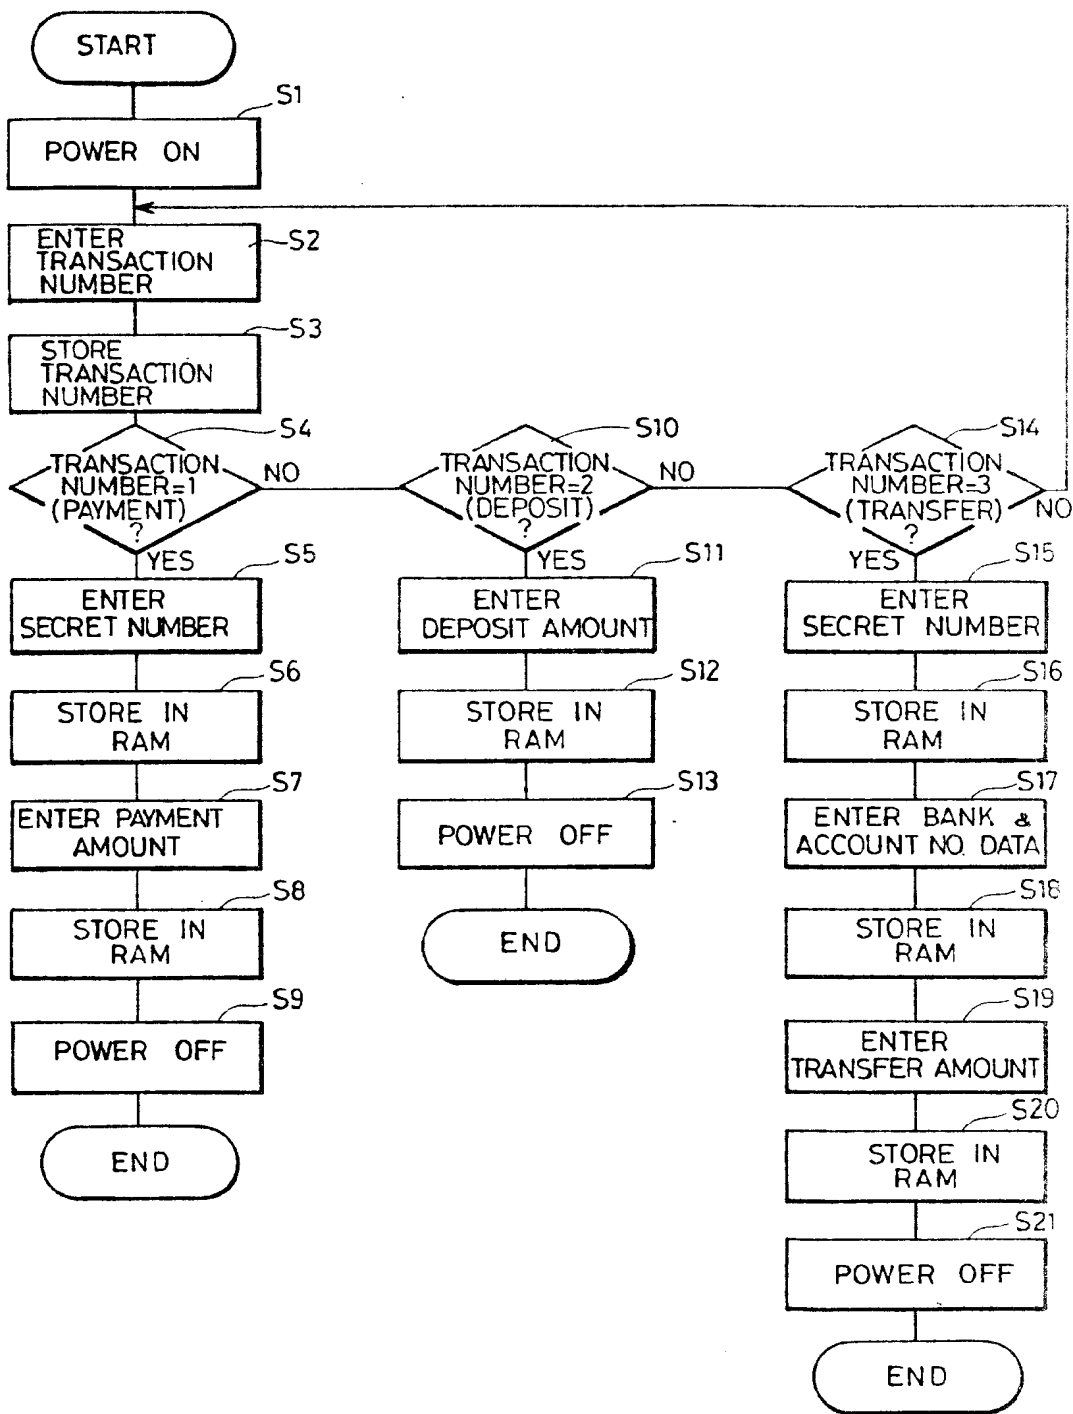 START
S1
POWER ON
S2
ENTER
TRANSACTION
NUMBER
S3
STORE
TRANSACTION
NUMBER
S4
TRANSACTION
NUMBER=1
(PAYMENT)
?
NO
YES
S5
ENTER
SECRET NUMBER
S6
STORE IN
RAM
S7
ENTER PAYMENT
AMOUNT
S8
STORE IN
RAM
S9
POWER OFF
END
S10
TRANSACTION
NUMBER=2
(DEPOSIT)
?
NO
YES
S11
ENTER
DEPOSIT AMOUNT
S12
STORE IN
RAM
S13
POWER OFF
END
S14
TRANSACTION
NUMBER=3
(TRANSFER)
?
NO
YES
S15
ENTER
SECRET NUMBER
S16
STORE IN
RAM
S17
ENTER BANK &
ACCOUNT NO. DATA
S18
STORE IN
RAM
S19
ENTER
TRANSFER AMOUNT
S20
STORE IN
RAM
S21
POWER OFF
END